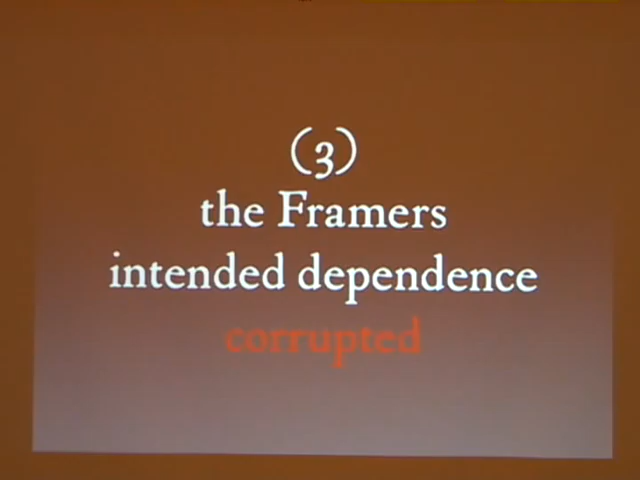 (3)
the Framers
intended dependence
corrupted